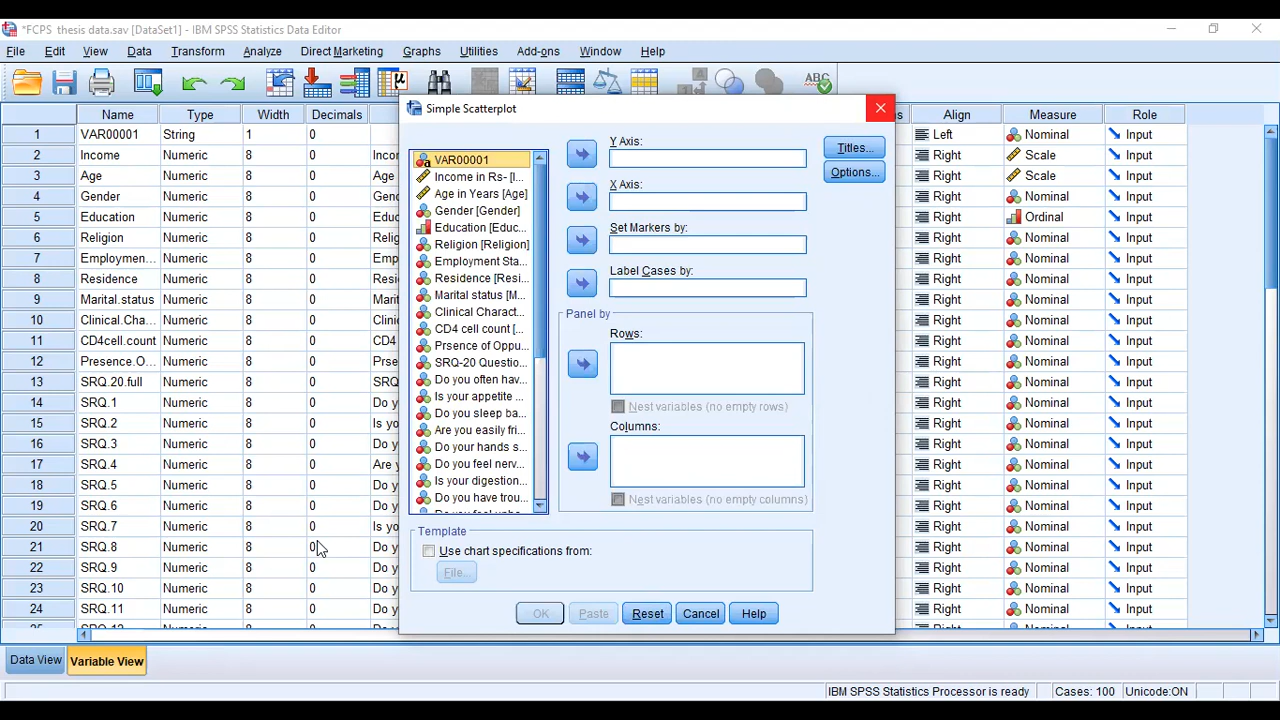 *FCPS thesis data.sav [DataSet1] - IBM SPSS Statistics Data Editor
File Edit View Data Transform Analyze Direct Marketing Graphs Utilities Add-ons Window Help
ABC
Name Type Width Decimals Align Measure Role
1 VAR00001 String 1 0 Left Nominal Input
2 Income Numeric 8 0 Right Scale Input
3 Age Numeric 8 0 Age Right Scale Input
4 Gender Numeric 8 0 Right Nominal Input
5 Education Numeric 8 0 Right Ordinal Input
6 Religion Numeric 8 0 Right Nominal Input
7 Employmen... Numeric 8 0 Right Nominal Input
8 Residence Numeric 8 0 Right Nominal Input
9 Marital.status Numeric 8 0 Right Nominal Input
10 Clinical.Cha... Numeric 8 0 Right Nominal Input
11 CD4cell.count Numeric 8 0 CD4 Right Nominal Input
12 Presence.O... Numeric 8 0 Right Nominal Input
13 SRQ.20.full Numeric 8 0 Right Nominal Input
14 SRQ.1 Numeric 8 0 Do y Right Nominal Input
15 SRQ.2 Numeric 8 0 Is yo Right Nominal Input
16 SRQ.3 Numeric 8 0 Do y Right Nominal Input
17 SRQ.4 Numeric 8 0 Are y Right Nominal Input
18 SRQ.5 Numeric 8 0 Do y Right Nominal Input
19 SRQ.6 Numeric 8 0 Do y Right Nominal Input
20 SRQ.7 Numeric 8 0 Is yo Right Nominal Input
21 SRQ.8 Numeric 8 0 Do y Right Nominal Input
22 SRQ.9 Numeric 8 0 Do y Right Nominal Input
23 SRQ.10 Numeric 8 0 Do y Right Nominal Input
24 SRQ.11 Numeric 8 0 Do y Right Nominal Input
Simple Scatterplot
VAR00001
Income in Rs- [I...
Age in Years [Age]
Gender [Gender]
Education [Educ...
Religion [Religion]
Employment Sta...
Residence [Resi...
Marital status [M...
Clinical Charact...
CD4 cell count [...
Prsence of Oppu...
SRQ-20 Questio...
Do you often hav...
Is your appetite ...
Do you sleep ba...
Are you easily fri...
Do your hands s...
Do you feel nerv...
Is your digestion...
Do you have trou...
Y Axis:
X Axis:
Set Markers by:
Label Cases by:
Panel by
Rows:
Nest variables (no empty rows)
Columns:
Nest variables (no empty columns)
Titles...
Options...
Template
Use chart specifications from:
File...
OK Paste Reset Cancel Help
Data View Variable View
IBM SPSS Statistics Processor is ready Cases: 100 Unicode:ON